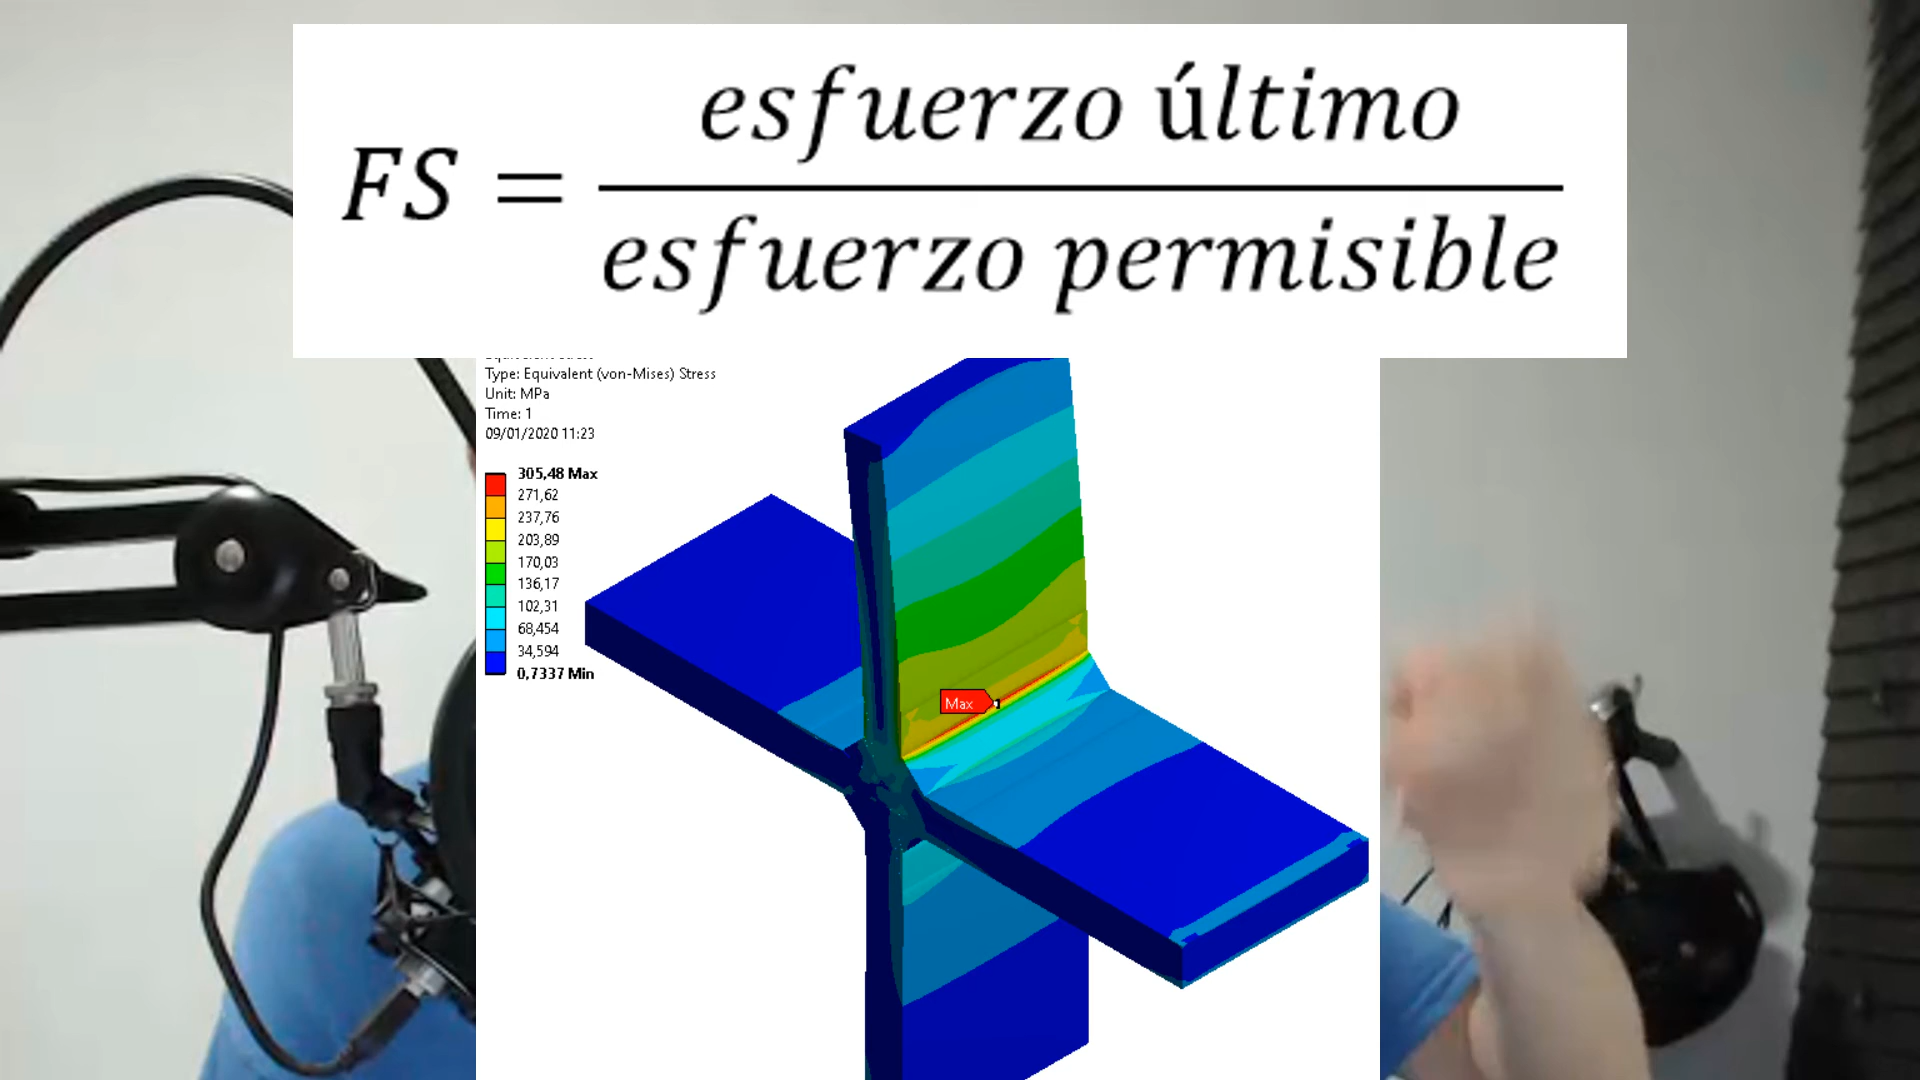 FS = esfuerzo último
esfuerzo permisible
Type: Equivalent (von-Mises) Stress
Unit: MPa
Time: 1
09/01/2020 11:23
305,48 Max
271,62
237,76
203,89
170,03
136,17
102,31
68,454
34,594
0,7337 Min
Max